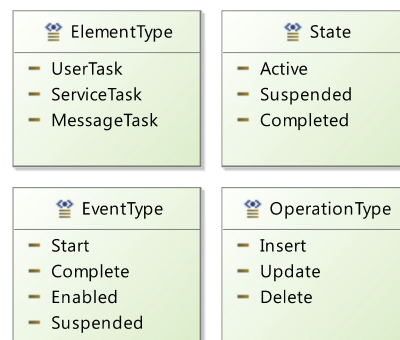 ElementType
UserTask
ServiceTask
MessageTask
State
Active
Suspended
Completed
EventType
Start
Complete
Enabled
Suspended
OperationType
Insert
Update
Delete